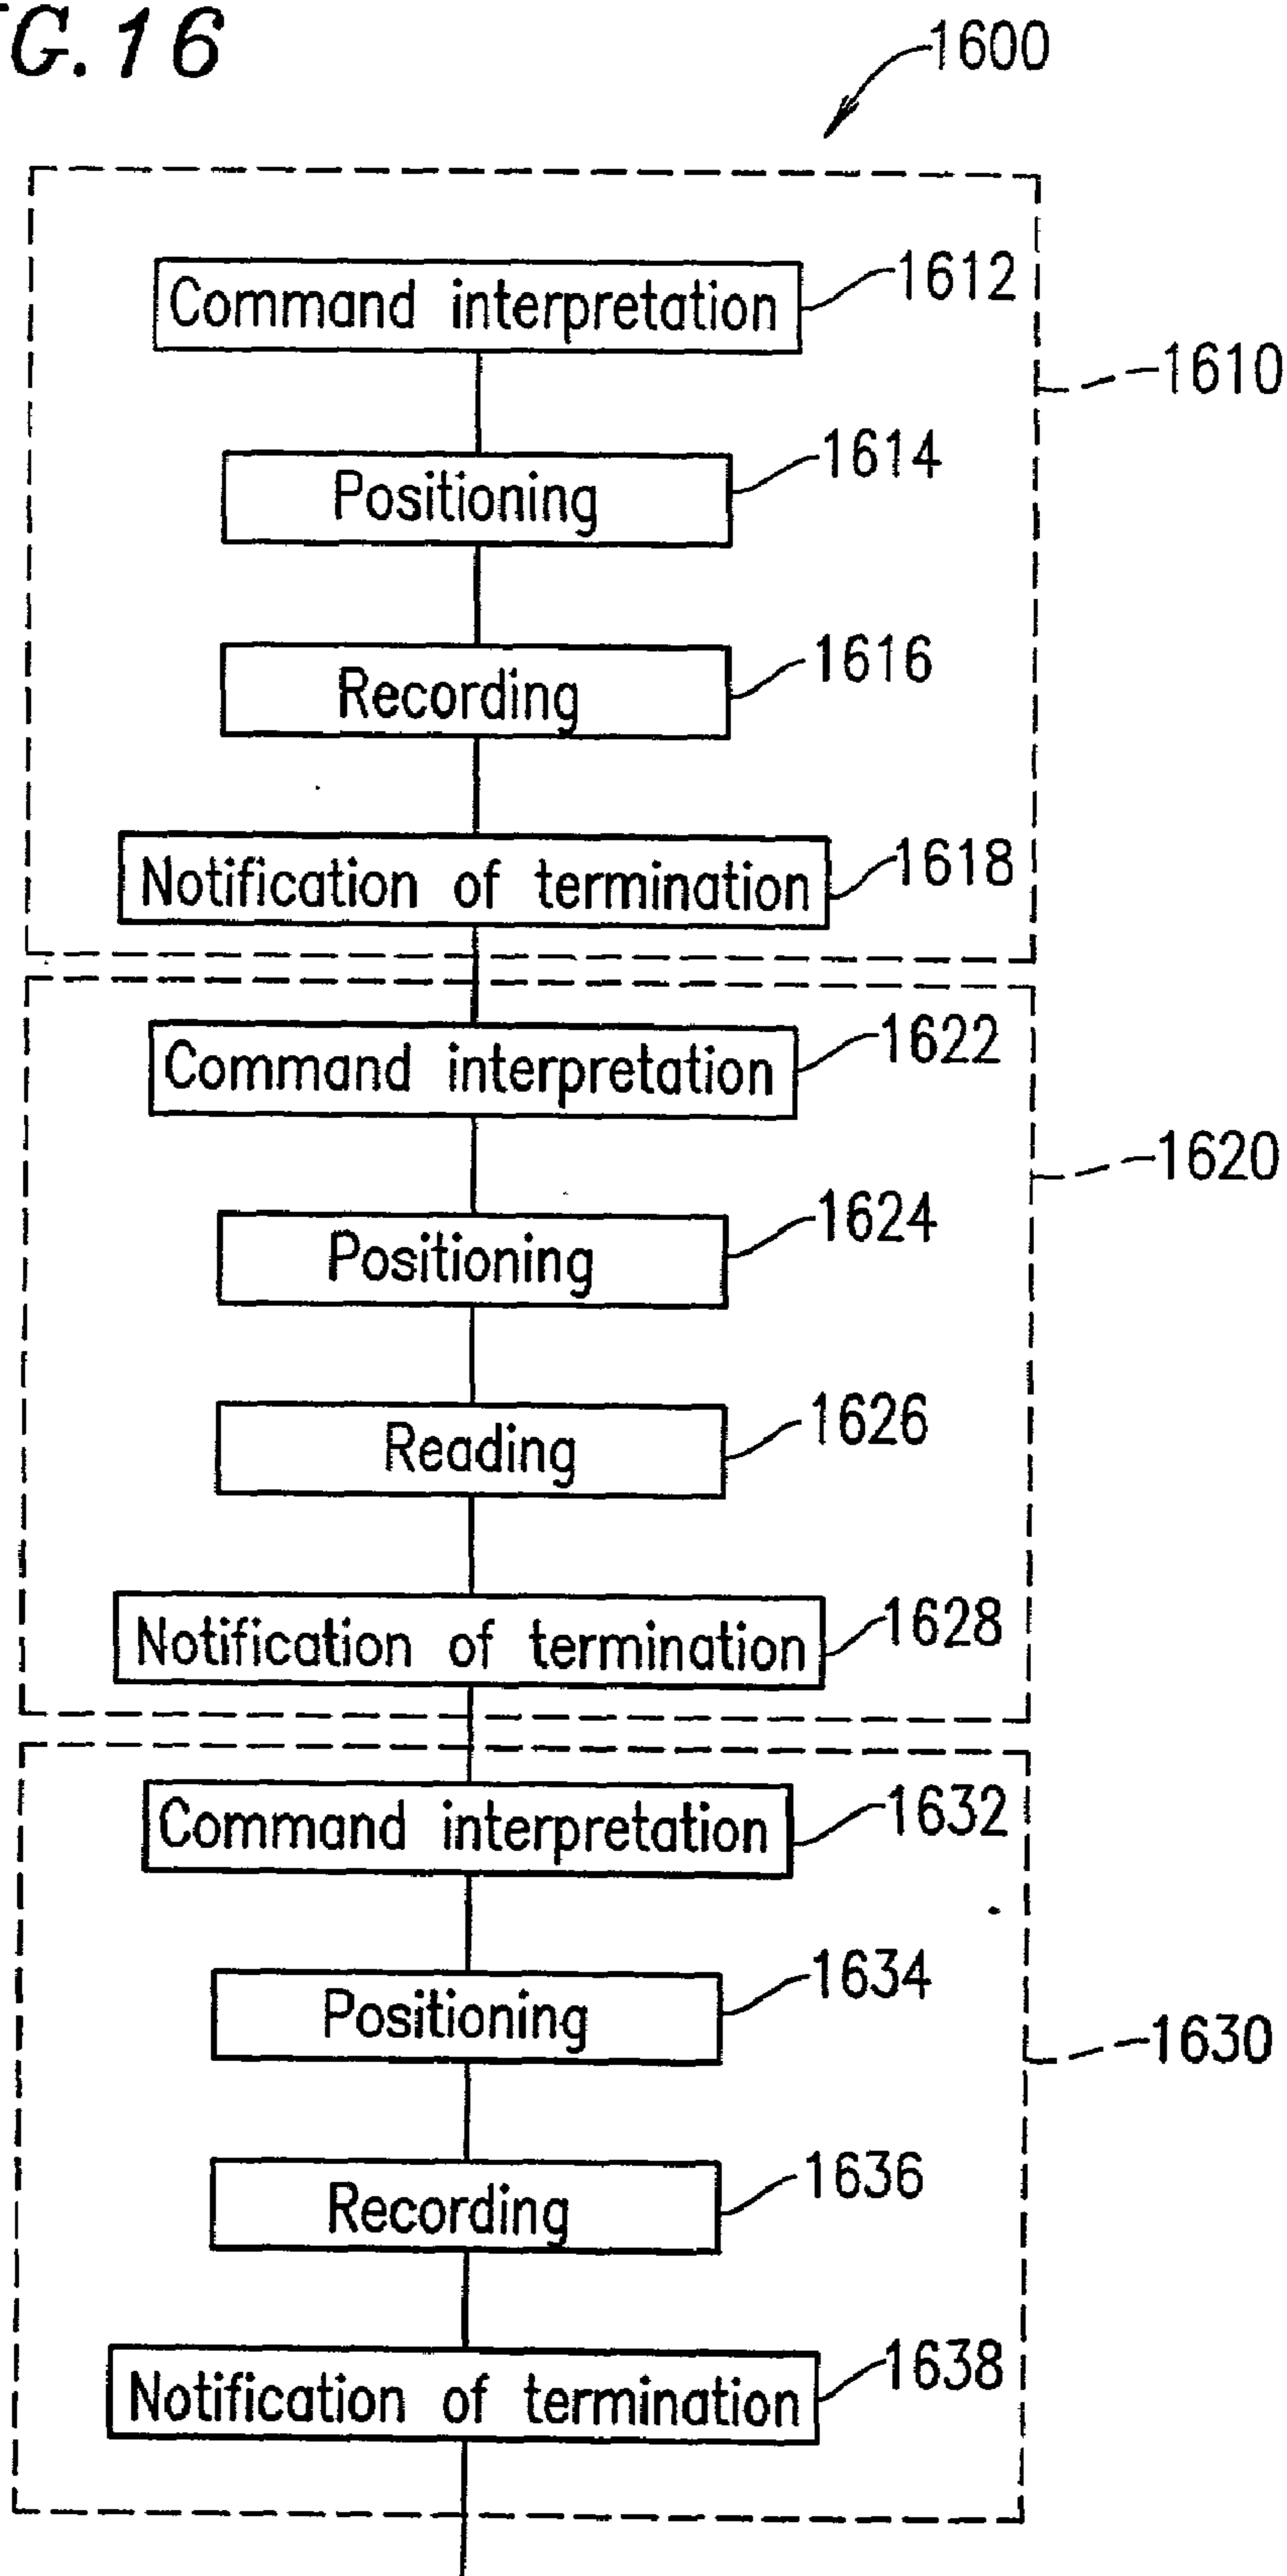 G.16
1600
Command interpretation
1612
1610
Positioning
1614
Recording
1616
Notification of termination
1618
Command interpretation
1622
1620
Positioning
1624
Reading
1626
Notification of termination
1628
Command interpretation
1632
Positioning
1634
1630
Recording
1636
Notification of termination
1638